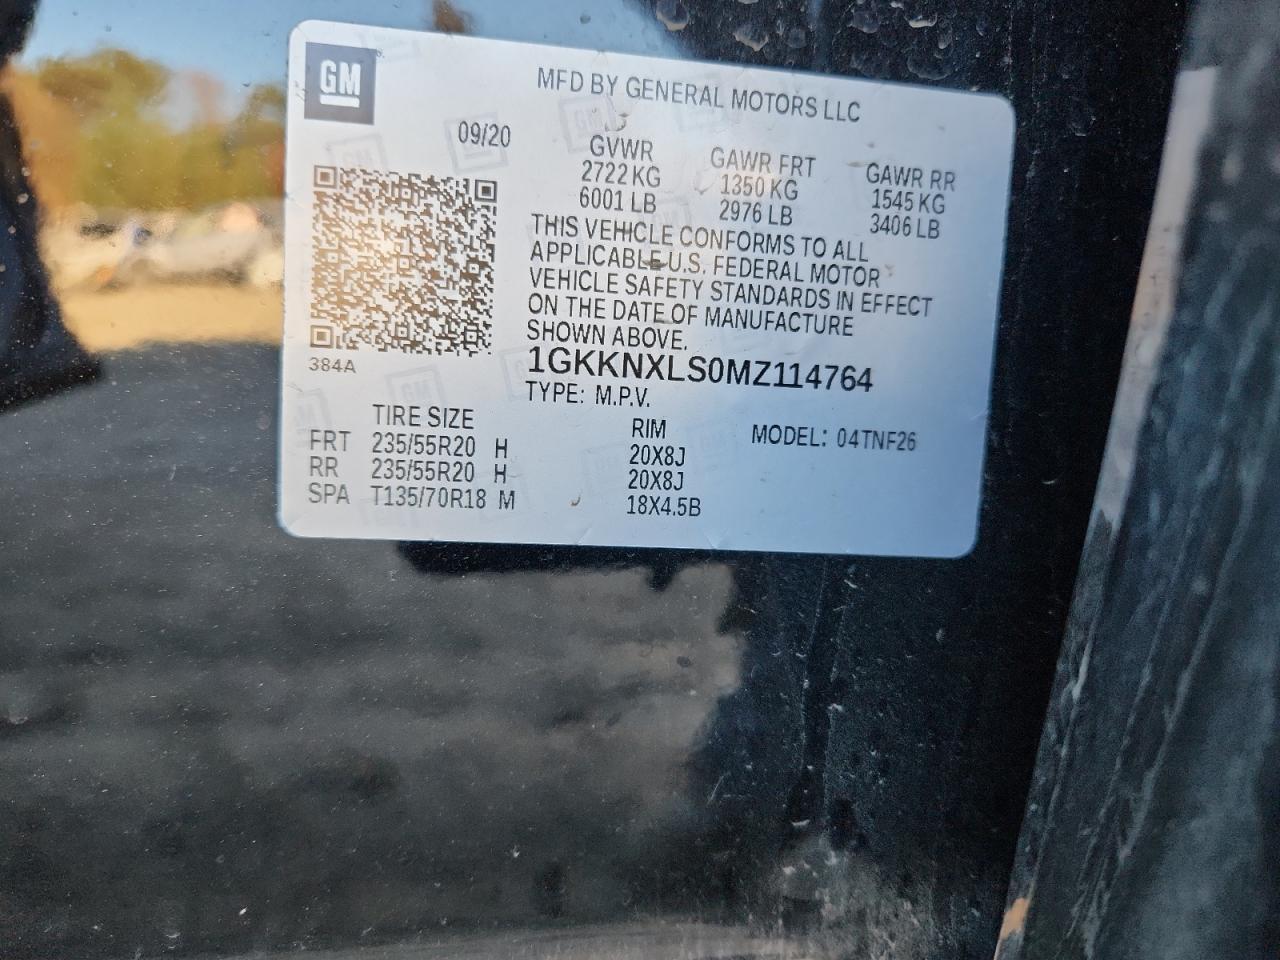 GM
MFD BY GENERAL MOTORS LLC
09/20
GVWR GAWR FRT GAWR RR
2722 KG 1350 KG 1545 KG
6001 LB 2976 LB 3406 LB
THIS VEHICLE CONFORMS TO ALL
APPLICABLE U.S. FEDERAL MOTOR
VEHICLE SAFETY STANDARDS IN EFFECT
ON THE DATE OF MANUFACTURE
SHOWN ABOVE.
384A
1GKKNXLS0MZ114764
TYPE: M.P.V.
TIRE SIZE RIM MODEL: 04TNF26
FRT 235/55R20 H 20X8J
RR 235/55R20 H 20X8J
SPA T135/70R18 M 18X4.5B